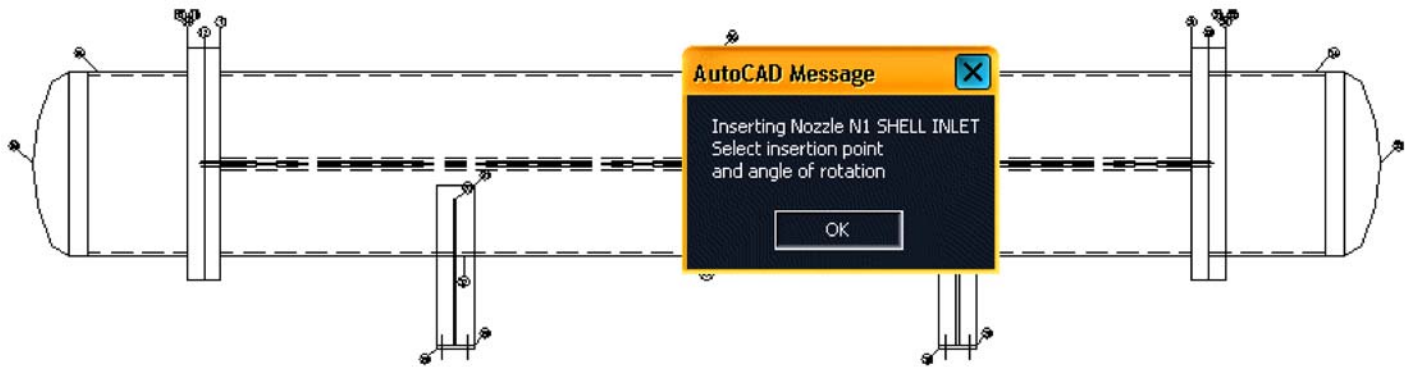 AutoCAD Message
Inserting Nozzle N1 SHELL INLET
Select insertion point
and angle of rotation
OK